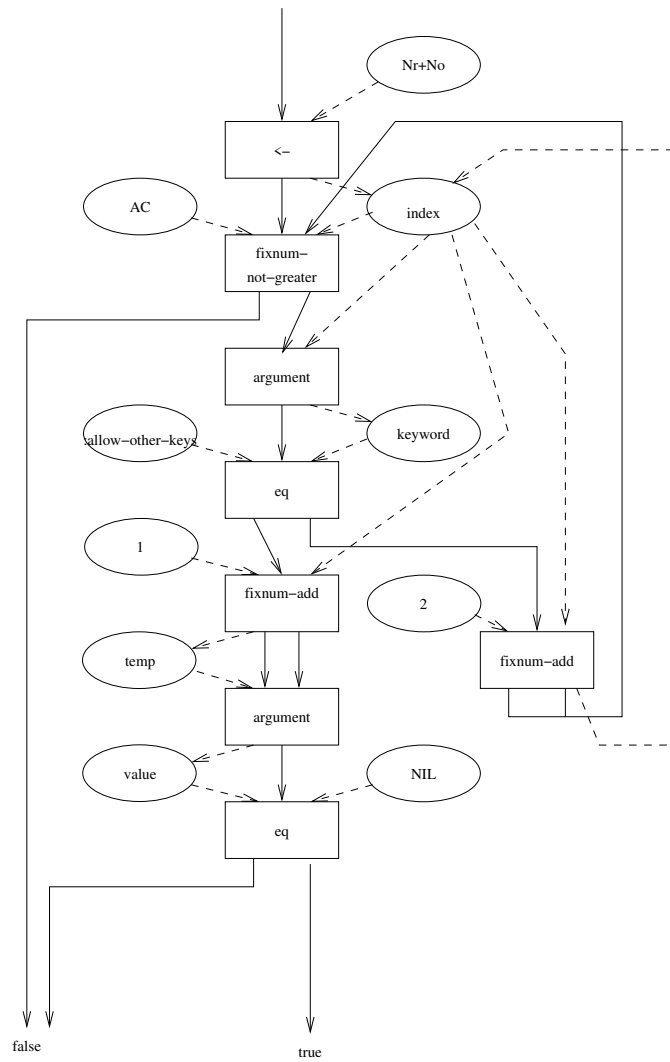 Nr+No
<-
AC
index
fixnum-
not-greater
argument
:allow-other-keys
keyword
eq
1
fixnum-add
2
temp
fixnum-add
argument
value
NIL
eq
false
true